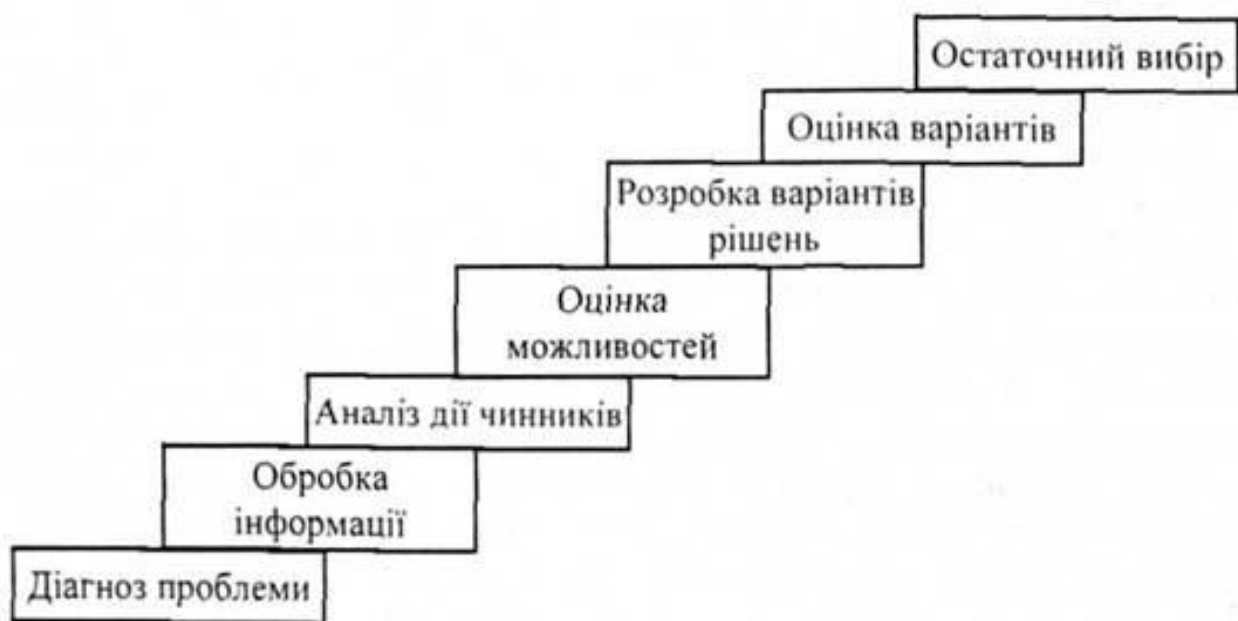 Остаточний вибір
Оцінка варіантів
Розробка варіантів
рішень
Оцінка
можливостей
Аналіз дії чинників
Обробка
інформації
Діагноз проблеми